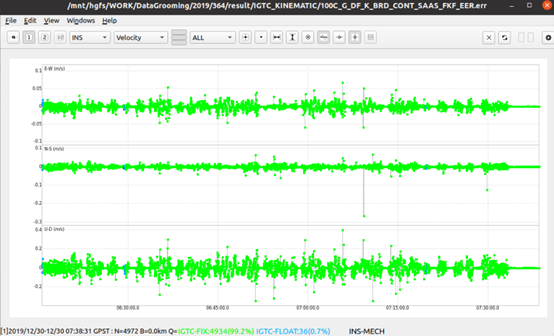 /mnt/hgfs/WORK/DataGrooming/2019/364/result/IGTC_KINEMATIC/100C_G_DF_K_BRD_CONT_SAAS_FKF_EER.err
File Edit View Windows Help
1 2 1-2 INS Velocity ALL
E-W (m/s)
0.1
0.05
0
-0.05
-0.1
N-S (m/s)
0.1
0
-0.1
-0.2
-0.3
U-D (m/s)
0.4
0.2
0
-0.2
06:30:00 06:45:00 07:00:00 07:15:00 07:30:00
[1]2019/12/30-12/30 07:38:31 GPST : N=4972 B=0.0km Q=IGTC-FIX:4934(99.2%) IGTC-FLOAT:36(0.7%) INS-MECH